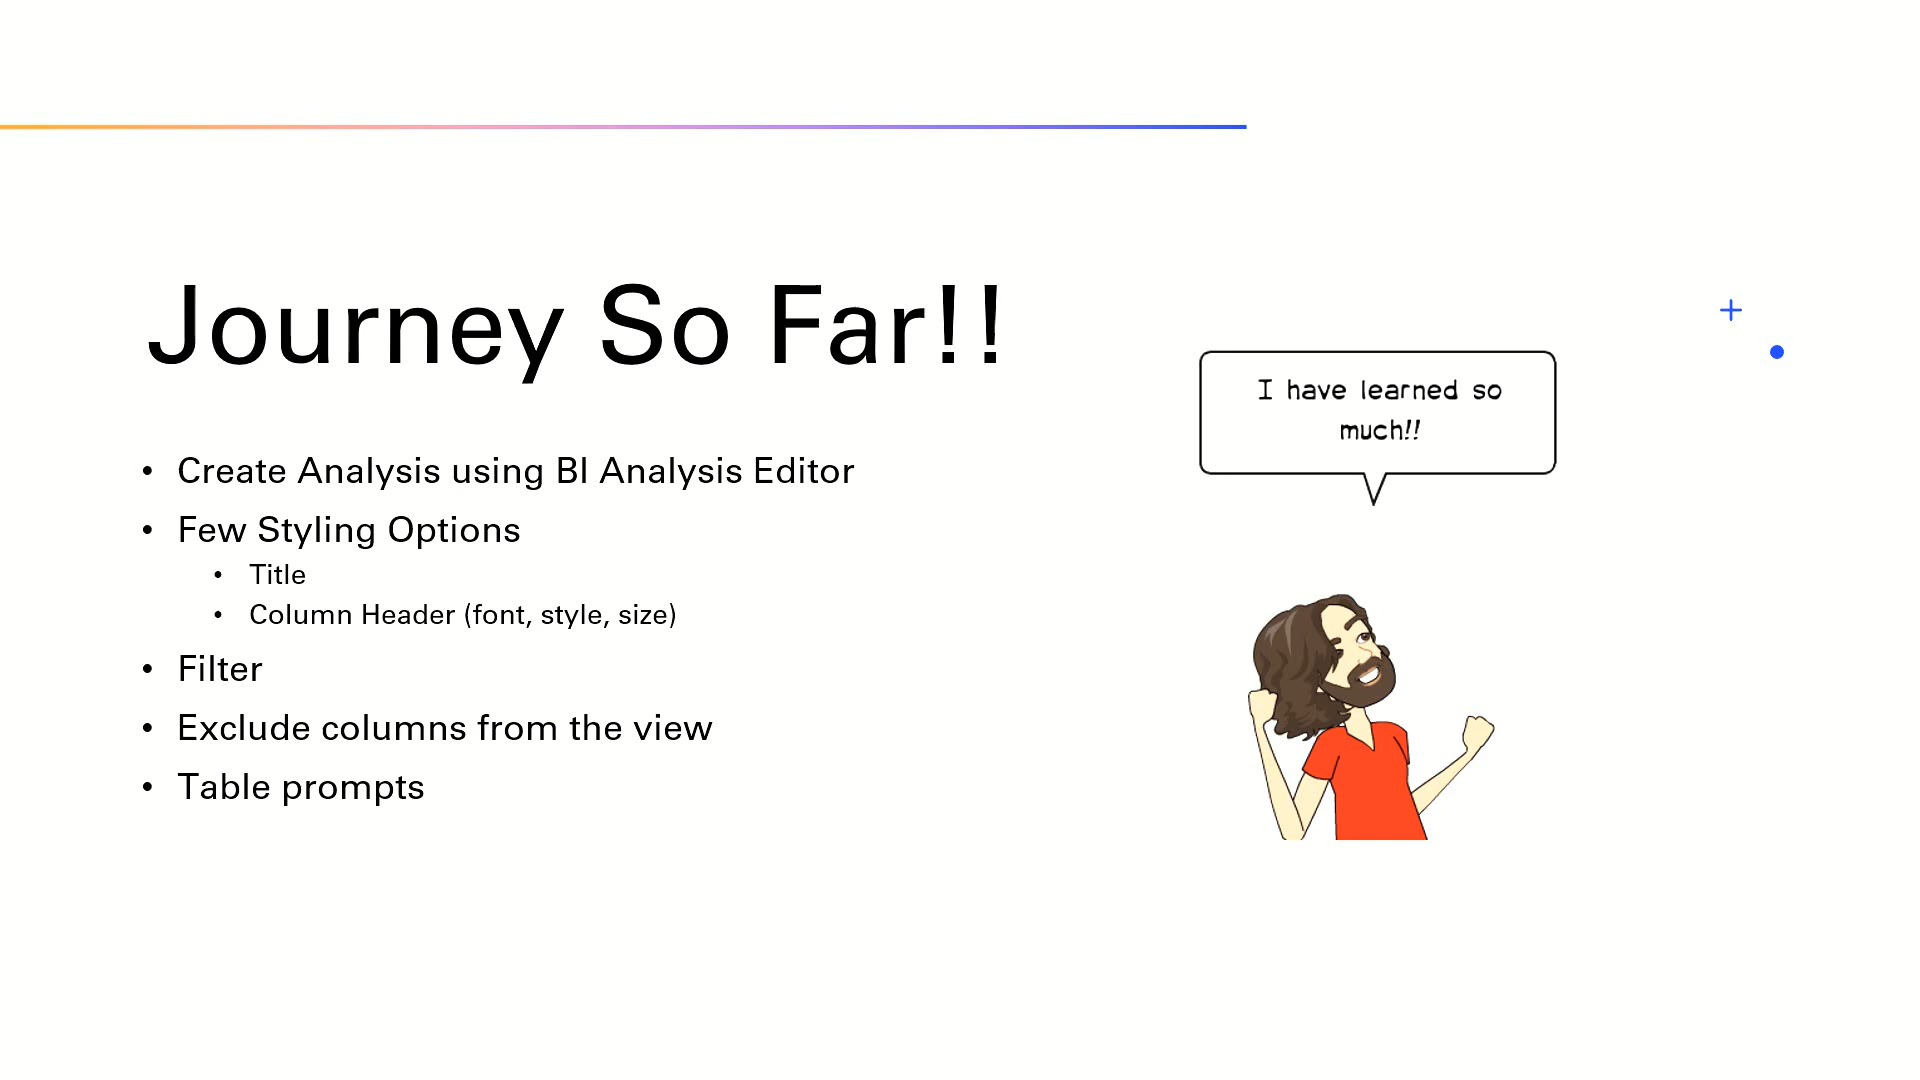 Journey So Far!!
• Create Analysis using BI Analysis Editor
• Few Styling Options
• Title
• Column Header (font, style, size)
• Filter
• Exclude columns from the view
• Table prompts
I have learned so
much!!